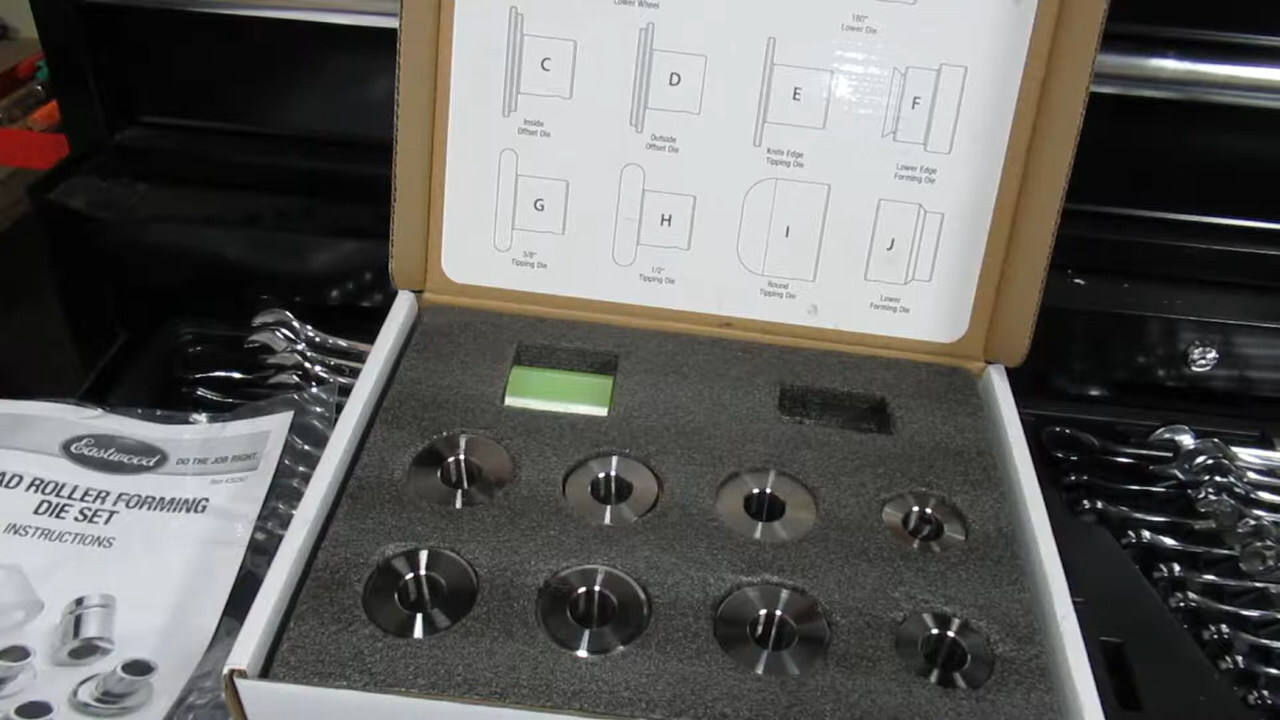 Lower Wheel
180°
Lower Die
C
D
E
F
Inside
Offset Die
Outside
Offset Die
Knife Edge
Tipping Die
Lower Edge
Forming Die
G
H
I
J
3/8"
Tipping Die
1/2"
Tipping Die
Round
Tipping Die
Lower
Forming Die
Eastwood
DO THE JOB RIGHT.
AD ROLLER FORMING
DIE SET
INSTRUCTIONS